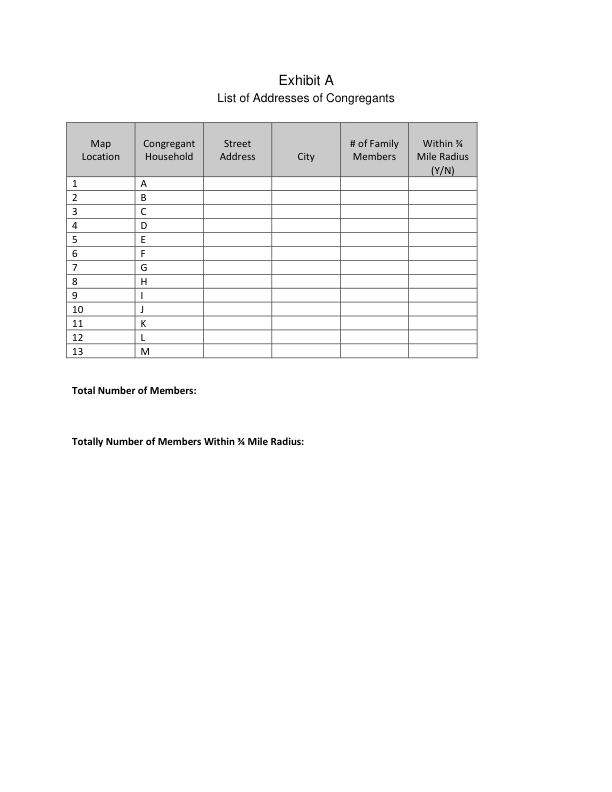 Exhibit A
List of Addresses of Congregants
Map Location Congregant Household Street Address City # of Family Members Within ¾ Mile Radius (Y/N)
1 A
2 B
3 C
4 D
5 E
6 F
7 G
8 H
9 I
10 J
11 K
12 L
13 M
Total Number of Members:
Totally Number of Members Within ¾ Mile Radius: